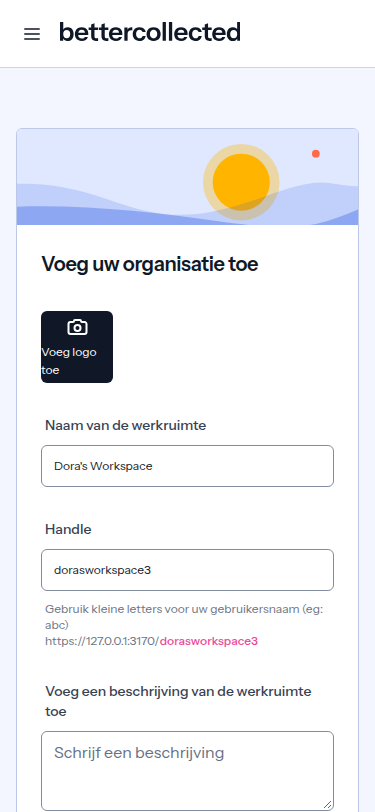 bettercollected
Voeg uw organisatie toe
Voeg logo
toe
Naam van de werkruimte
Dora's Workspace
Handle
dorasworkspace3
Gebruik kleine letters voor uw gebruikersnaam (eg:
abc)
https://127.0.0.1:3170/dorasworkspace3
Voeg een beschrijving van de werkruimte
toe
Schrijf een beschrijving